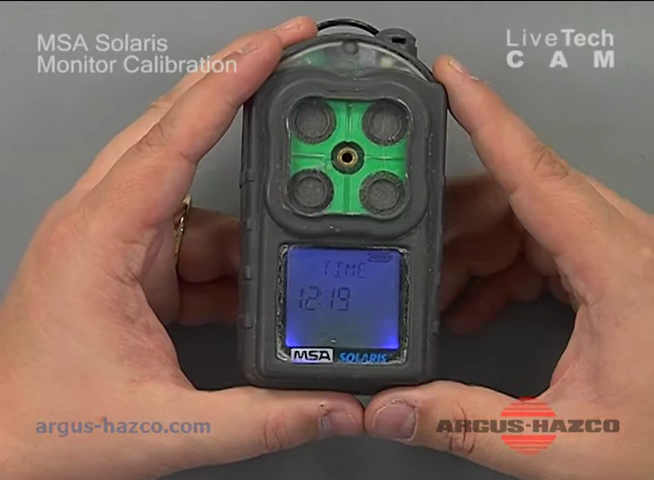 MSA Solaris
Monitor Calibration
LiveTech
CAM
TIME
12:19
MSA SOLARIS
argus-hazco.com
ARGUS-HAZCO